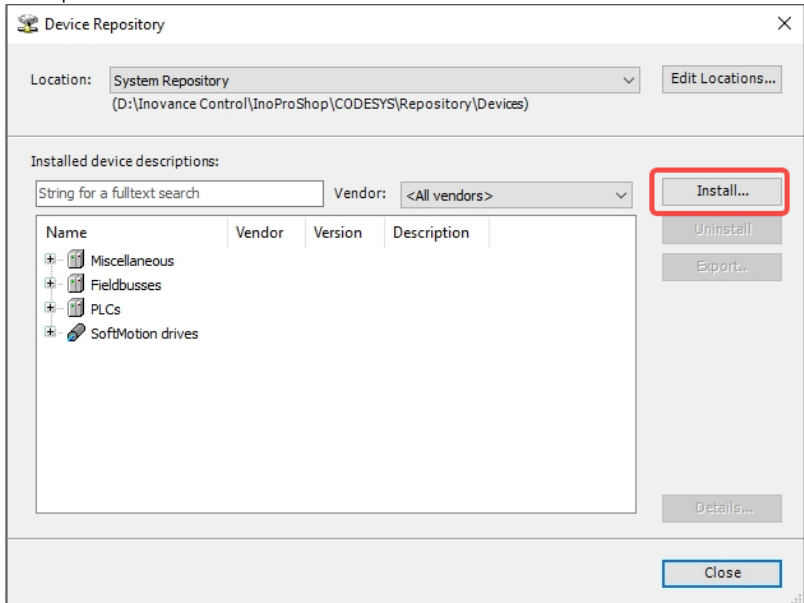 Device Repository
Location: System Repository Edit Locations...
(D:\Inovance Control\InoProShop\CODESYS\Repository\Devices)
Installed device descriptions:
String for a fulltext search Vendor: <All vendors> Install...
Name Vendor Version Description Uninstall
Miscellaneous Export..
Fieldbusses
PLCs
SoftMotion drives
Details...
Close